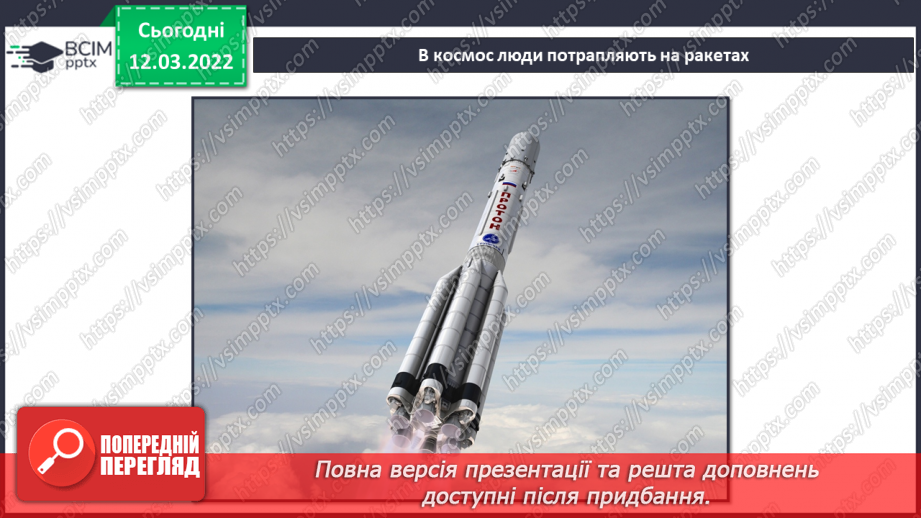 Сьогодні
12.03.2022
ВСІМ
pptx
В космос люди потрапляють на ракетах
ПРОТОН
ПОПЕРЕДНІЙ
ПЕРЕГЛЯД
Повна версія презентації та решта доповнень
доступні після придбання.
https://vsimpptx.com